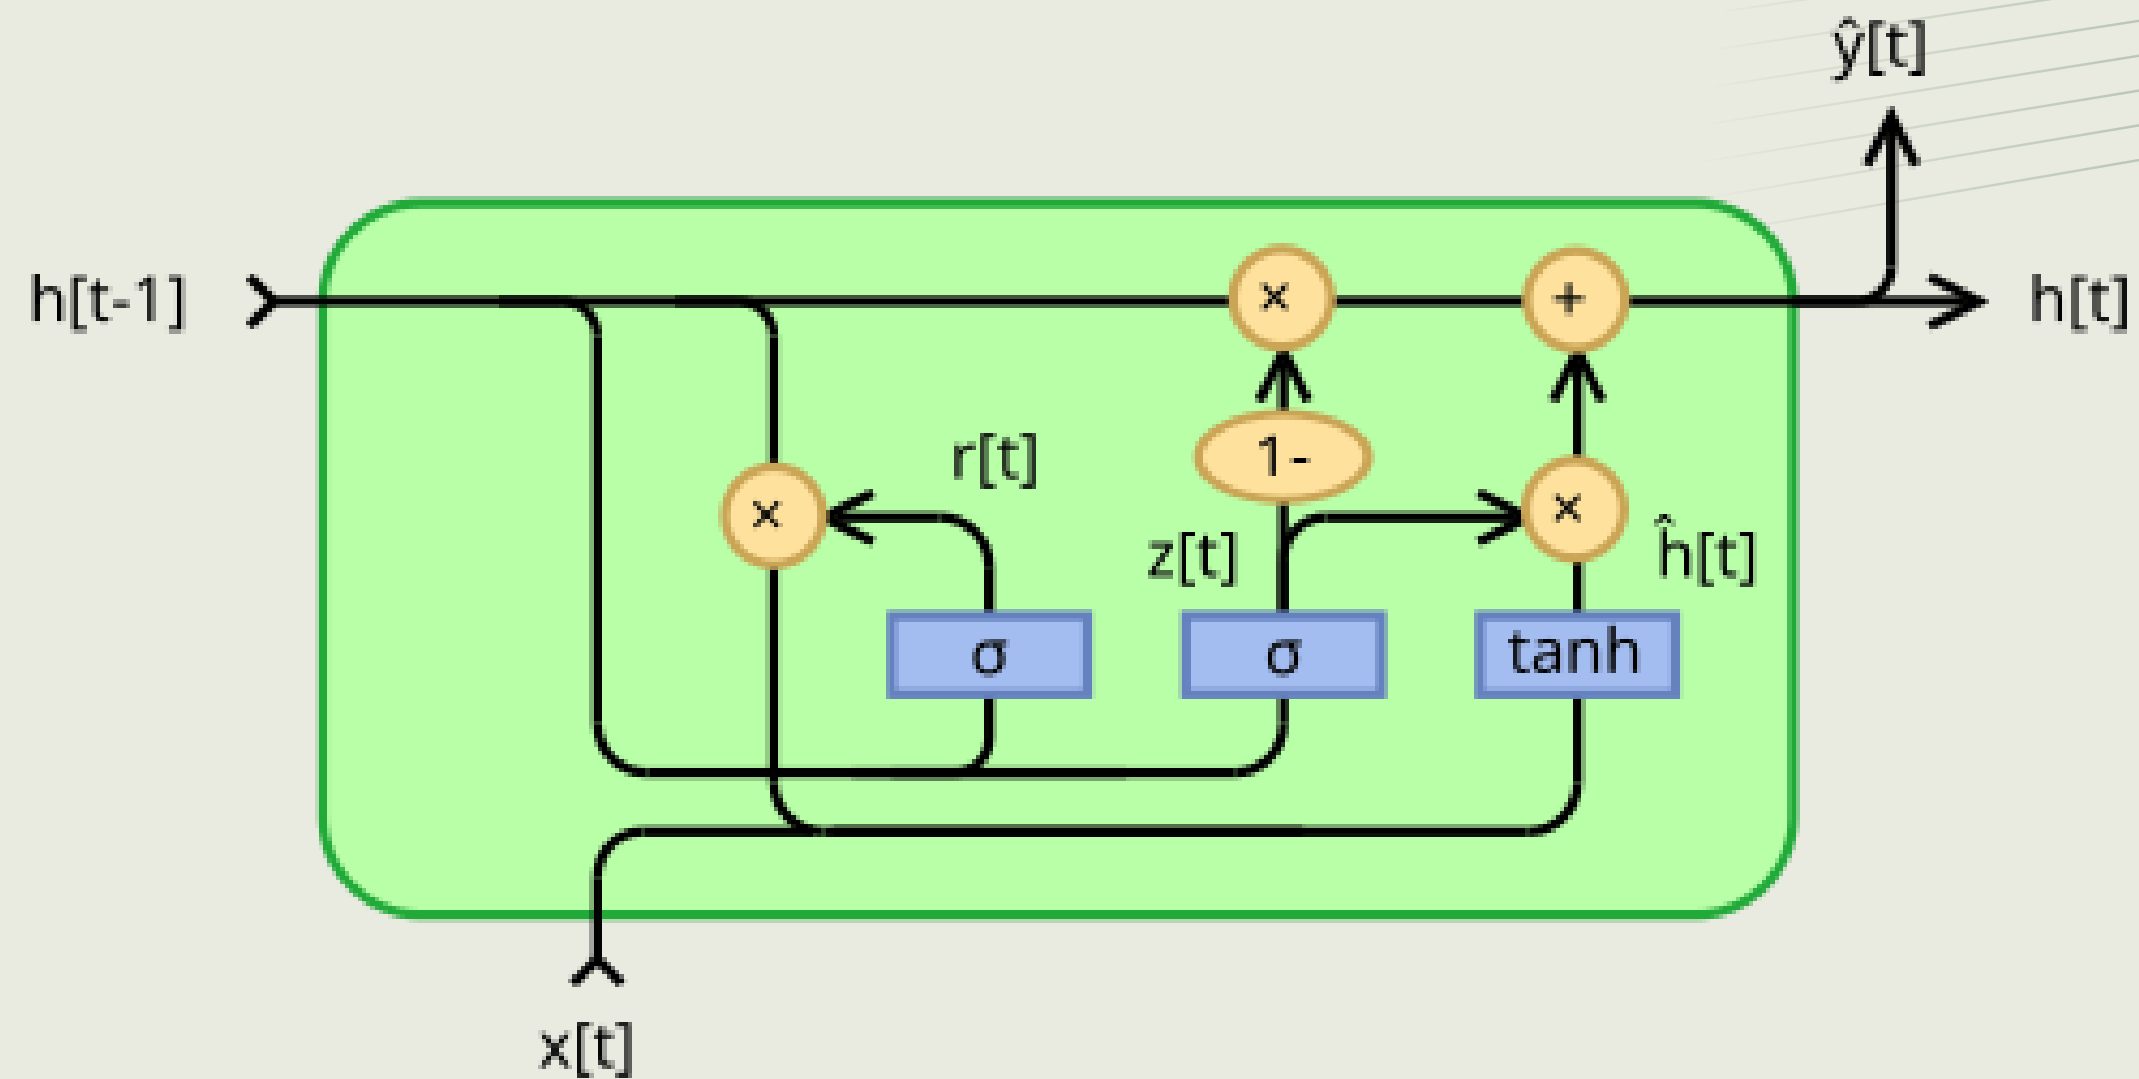 ŷ[t]
h[t-1]
×
+
h[t]
r[t]
1-
×
×
z[t]
ĥ[t]
σ
σ
tanh
x[t]